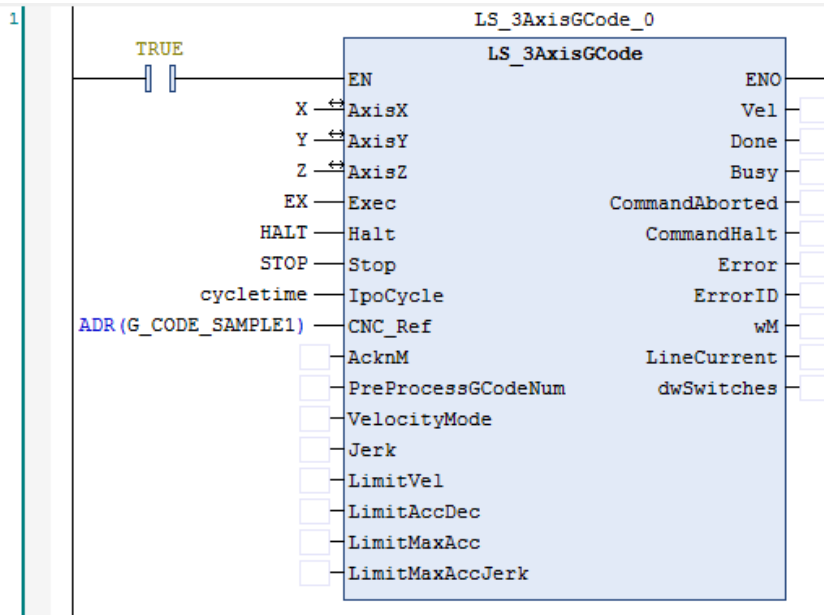 1
LS_3AxisGCode_0
TRUE
LS_3AxisGCode
EN ENO
X AxisX Vel
Y AxisY Done
Z AxisZ Busy
EX Exec CommandAborted
HALT Halt CommandHalt
STOP Stop Error
cycletime IpoCycle ErrorID
ADR(G_CODE_SAMPLE1) CNC_Ref wM
AcknM LineCurrent
PreProcessGCodeNum dwSwitches
VelocityMode
Jerk
LimitVel
LimitAccDec
LimitMaxAcc
LimitMaxAccJerk